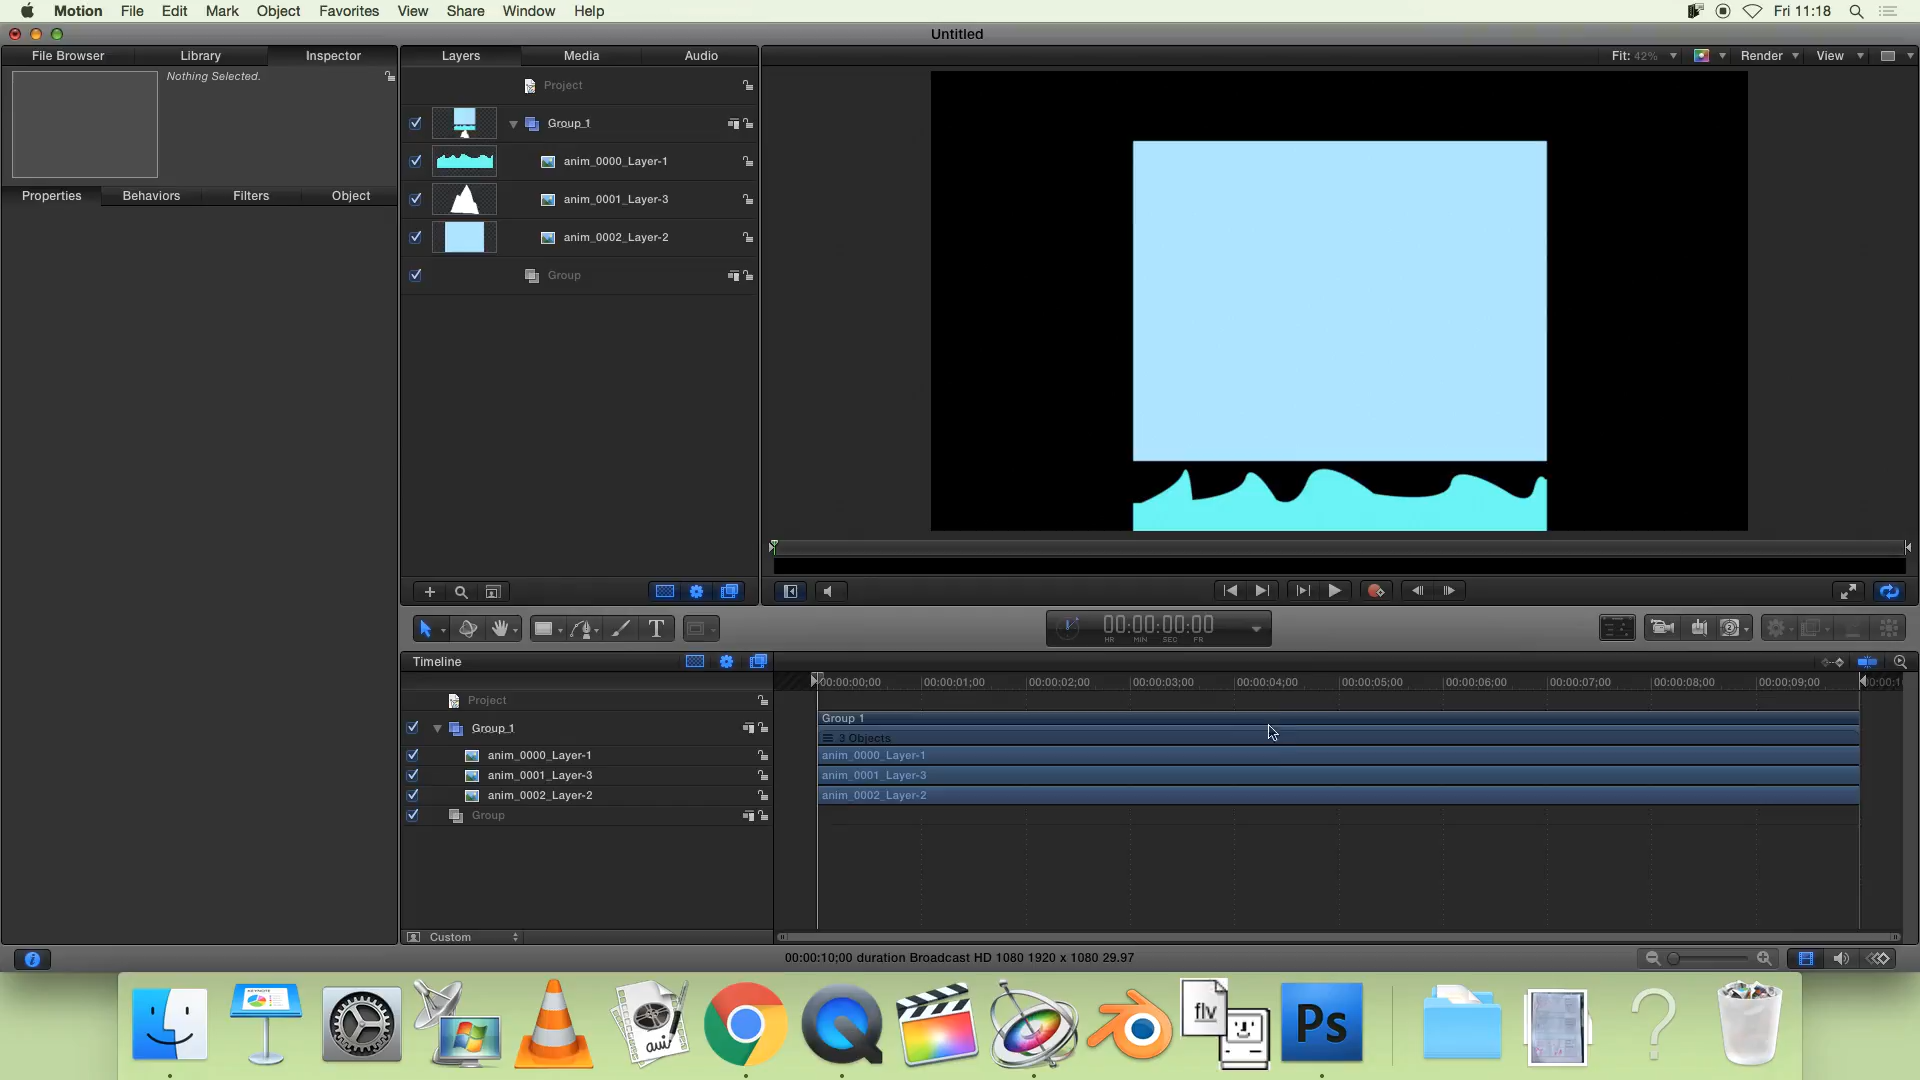 Motion File Edit Mark Object Favorites View Share Window Help Fri 11:18
Untitled
File Browser Library Inspector Layers Media Audio Fit: 42% Render View
Nothing Selected.
Properties Behaviors Filters Object
Project
Group 1
anim_0000_Layer-1
anim_0001_Layer-3
anim_0002_Layer-2
Group
T
00:00:00:00
HR MIN SEC FR
Timeline
00:00:00;00 00:00:01;00 00:00:02;00 00:00:03;00 00:00:04;00 00:00:05;00 00:00:06;00 00:00:07;00 00:00:08;00 00:00:09;00
Project
Group 1
anim_0000_Layer-1
anim_0001_Layer-3
anim_0002_Layer-2
Group
Group 1
3 Objects
anim_0000_Layer-1
anim_0001_Layer-3
anim_0002_Layer-2
Custom
00:00:10;00 duration Broadcast HD 1080 1920 x 1080 29.97
KEYNOTE
avi
flv
Ps